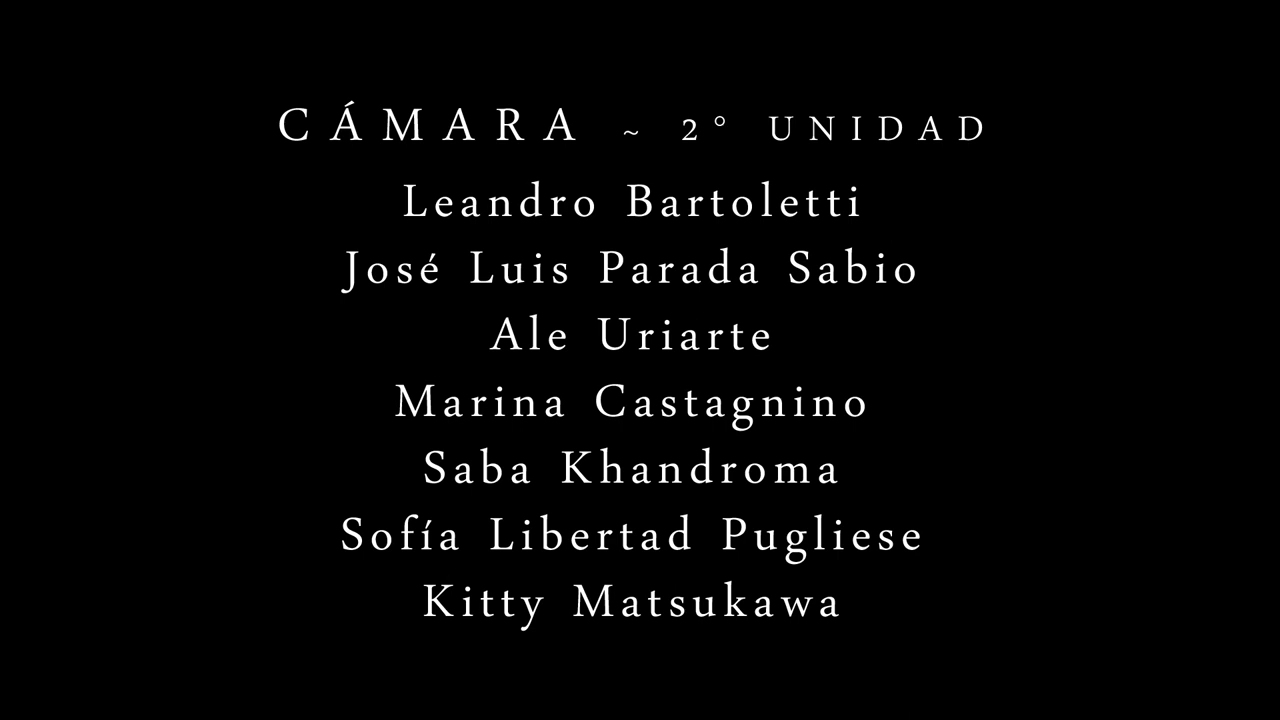 CÁMARA ~ 2° UNIDAD
Leandro Bartoletti
José Luis Parada Sabio
Ale Uriarte
Marina Castagnino
Saba Khandroma
Sofía Libertad Pugliese
Kitty Matsukawa